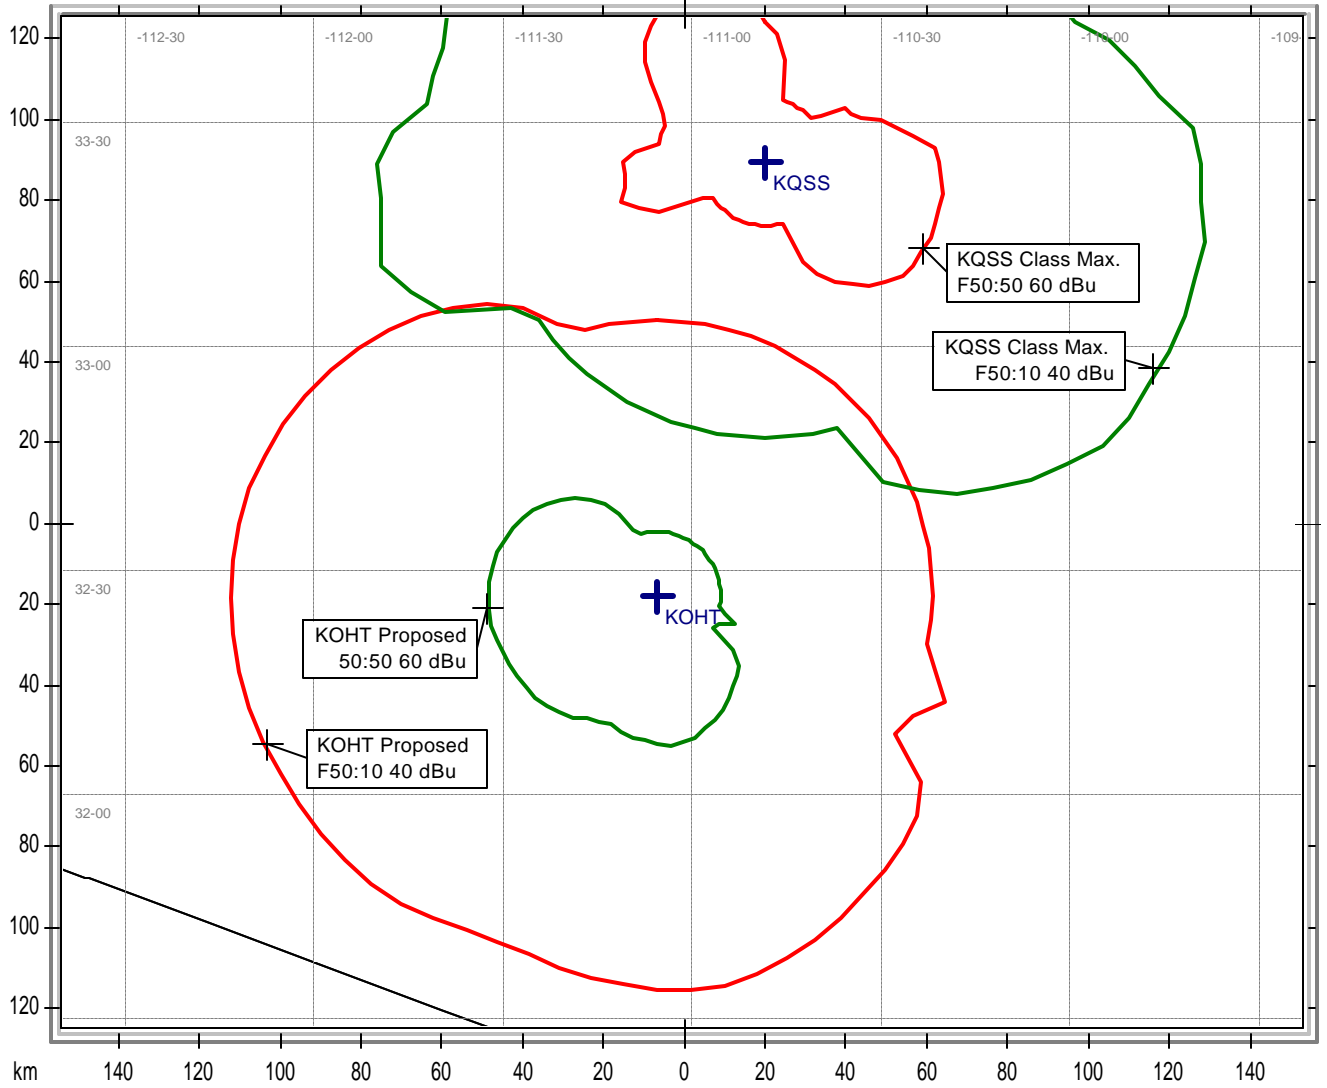 -112-30 -112-00 -111-30 -111-00 -110-30 -110-00 -109-
120
100
33-30
KQSS
80
KQSS Class Max.
F50:50 60 dBu
60
KQSS Class Max.
F50:10 40 dBu
40
33-00
20
0
32-30
20
KOHT
KOHT Proposed
50:50 60 dBu
40
KOHT Proposed
F50:10 40 dBu
60
32-00
80
100
120
km 140 120 100 80 60 40 20 0 20 40 60 80 100 120 140